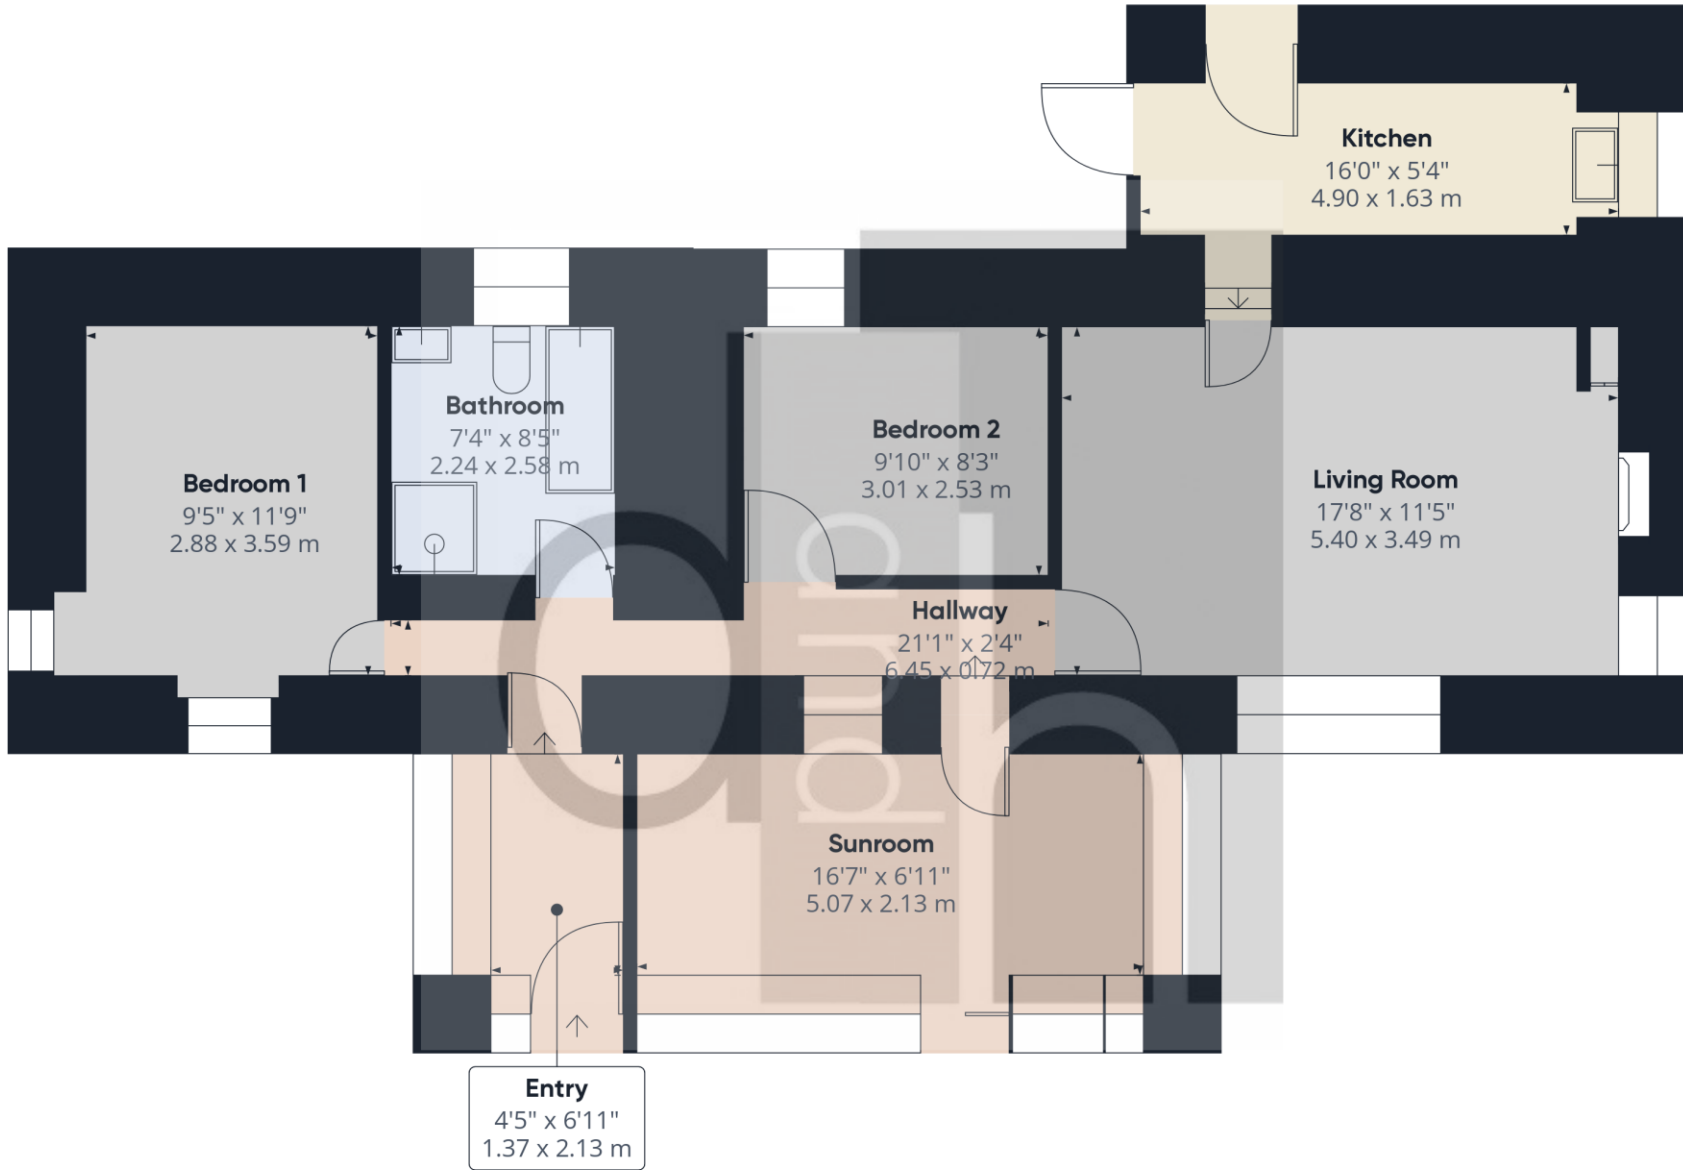 Kitchen
16'0" x 5'4"
4.90 x 1.63 m
Bathroom
7'4" x 8'5"
2.24 x 2.58 m
Bedroom 2
9'10" x 8'3"
3.01 x 2.53 m
Bedroom 1
9'5" x 11'9"
2.88 x 3.59 m
Living Room
17'8" x 11'5"
5.40 x 3.49 m
Hallway
21'1" x 2'4"
6.45 x 0.72 m
Sunroom
16'7" x 6'11"
5.07 x 2.13 m
Entry
4'5" x 6'11"
1.37 x 2.13 m